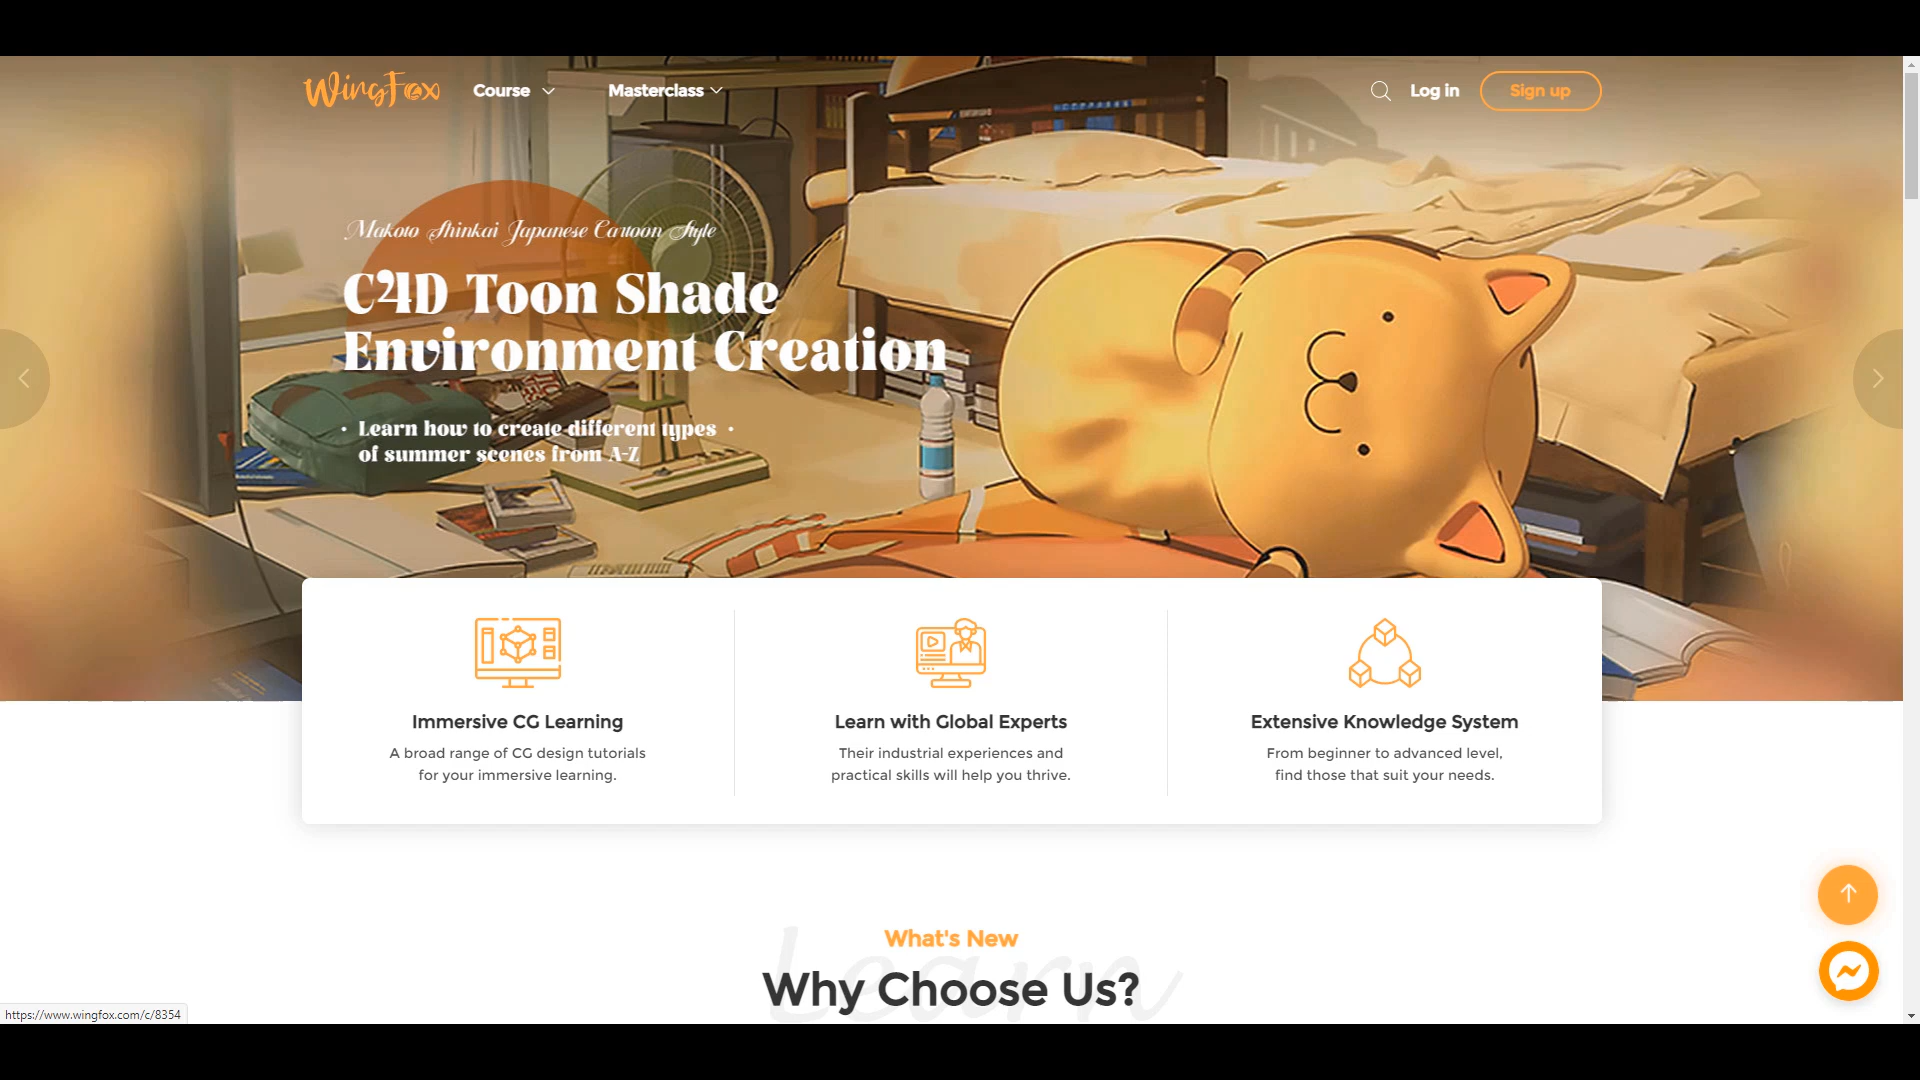 WingFox
Course
Masterclass
Log in
Sign up
Makoto Shinkai Japanese Cartoon Style
C4D Toon Shade
Environment Creation
• Learn how to create different types •
of summer scenes from A-Z
Immersive CG Learning
A broad range of CG design tutorials
for your immersive learning.
Learn with Global Experts
Their industrial experiences and
practical skills will help you thrive.
Extensive Knowledge System
From beginner to advanced level,
find those that suit your needs.
Learn
What's New
Why Choose Us?
https://www.wingfox.com/c/8354